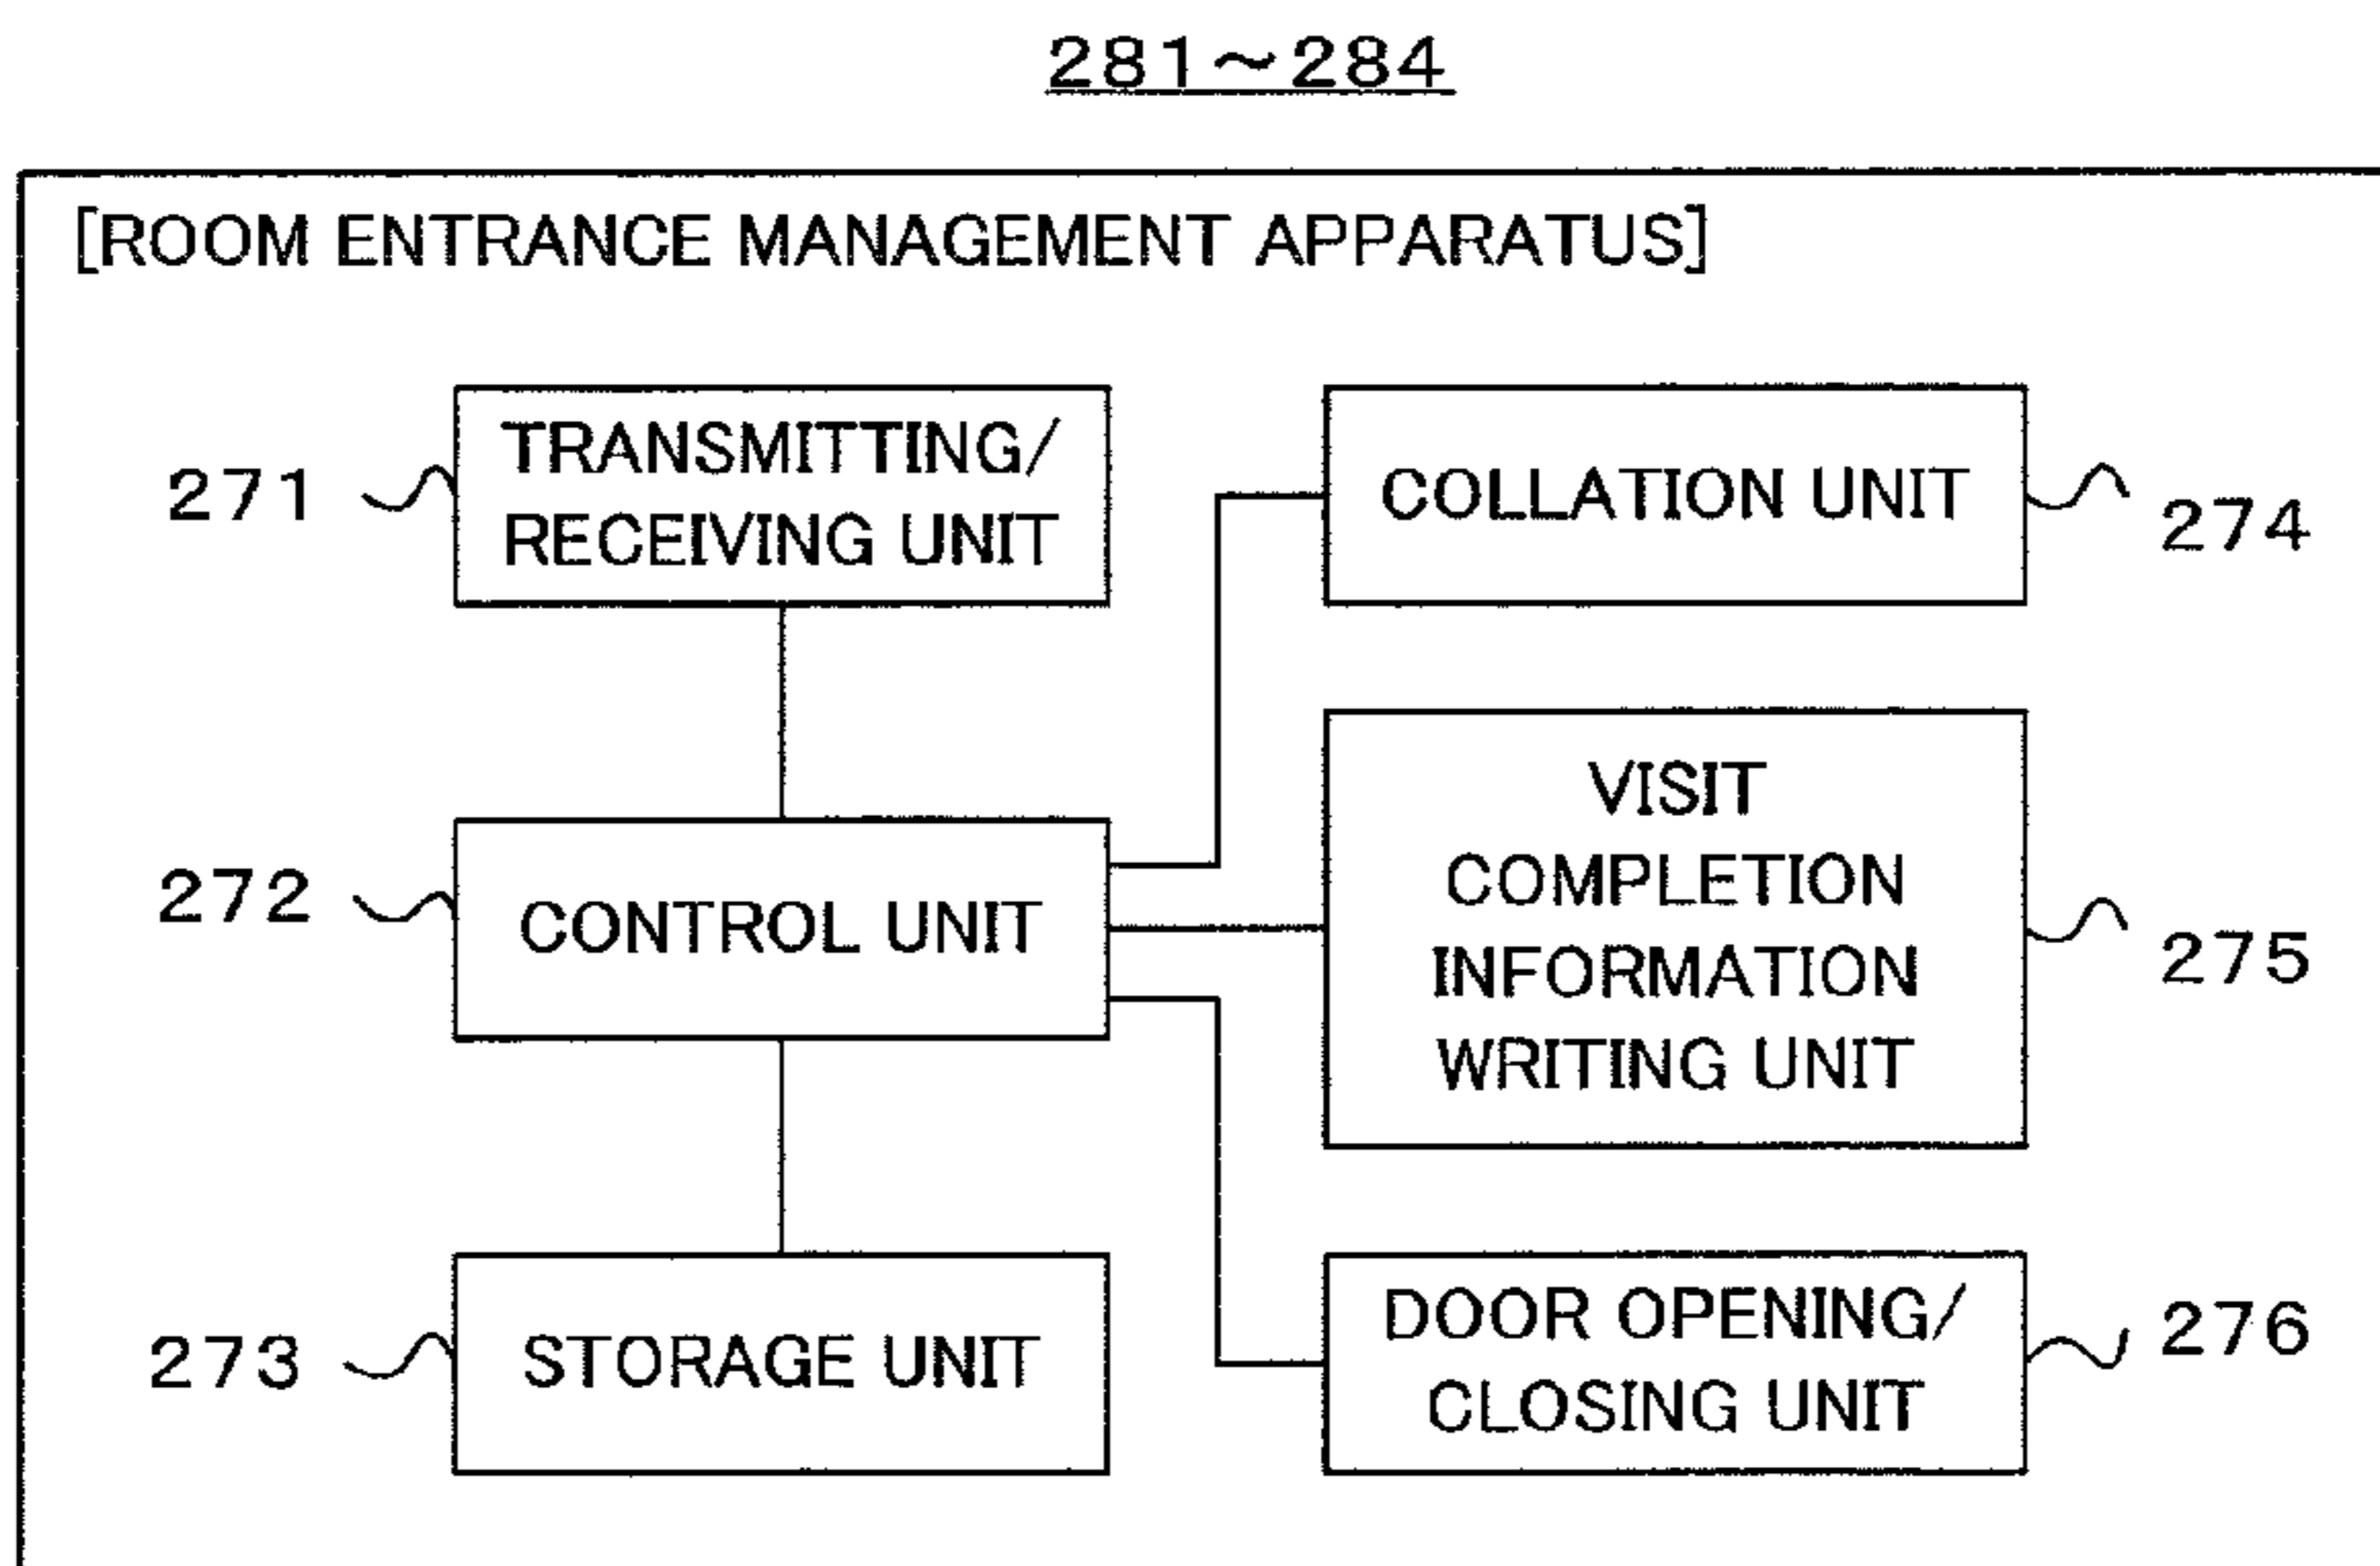 281~284
[ROOM ENTRANCE MANAGEMENT APPARATUS]
271
TRANSMITTING/
RECEIVING UNIT
COLLATION UNIT
274
272
CONTROL UNIT
VISIT
COMPLETION
INFORMATION
WRITING UNIT
275
273
STORAGE UNIT
DOOR OPENING/
CLOSING UNIT
276